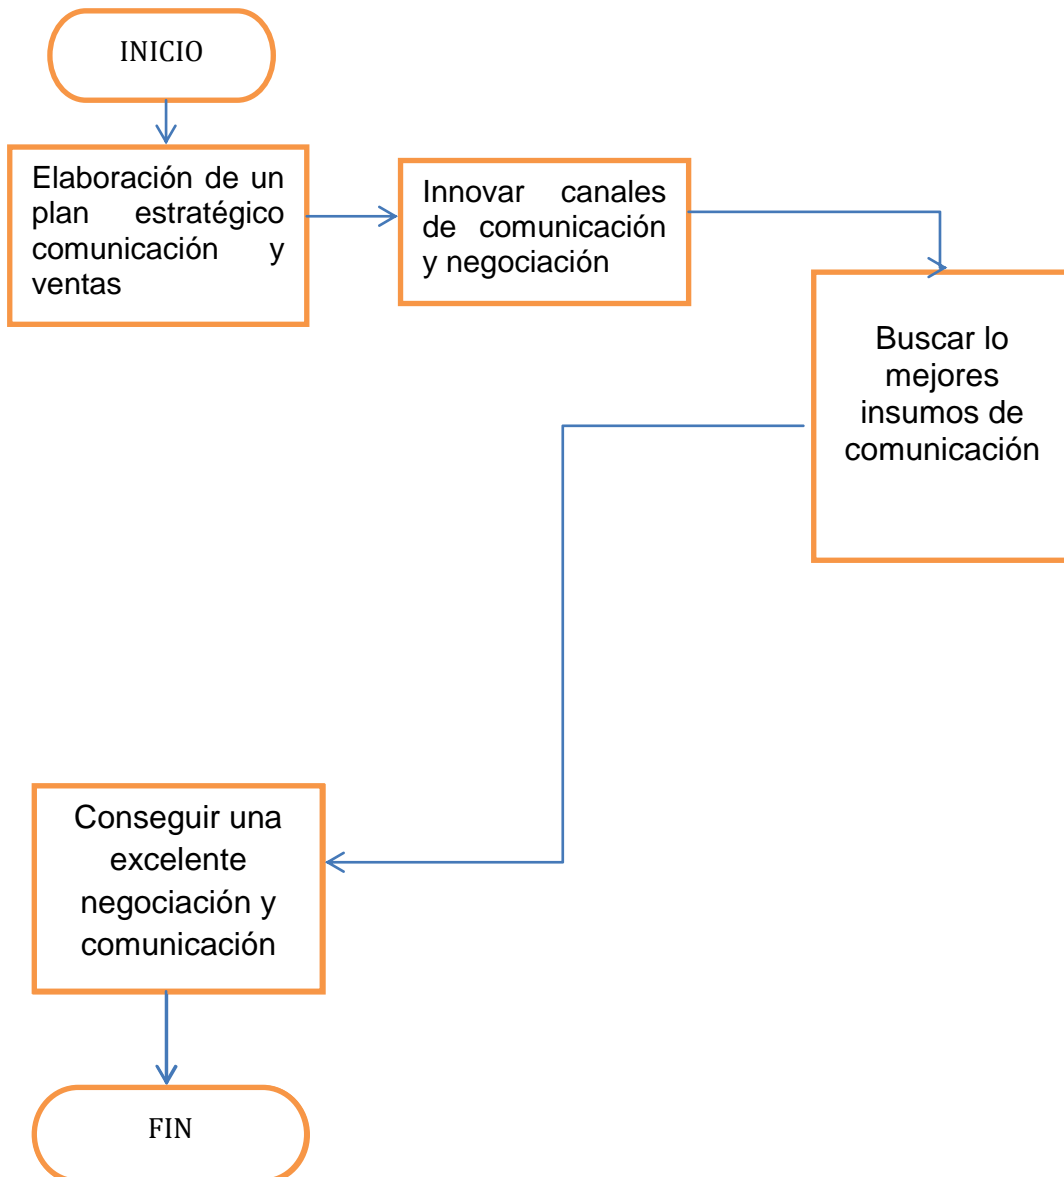 INICIO
Elaboración de un
plan estratégico
comunicación y
ventas
Innovar canales
de comunicación
y negociación
Buscar lo
mejores
insumos de
comunicación
Conseguir una
excelente
negociación y
comunicación
FIN